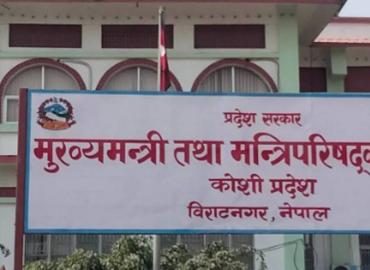 प्रदेश सरकार
मुख्यमन्त्री तथा मन्त्रिपरिषद्
कोशी प्रदेश
विराटनगर, नेपाल